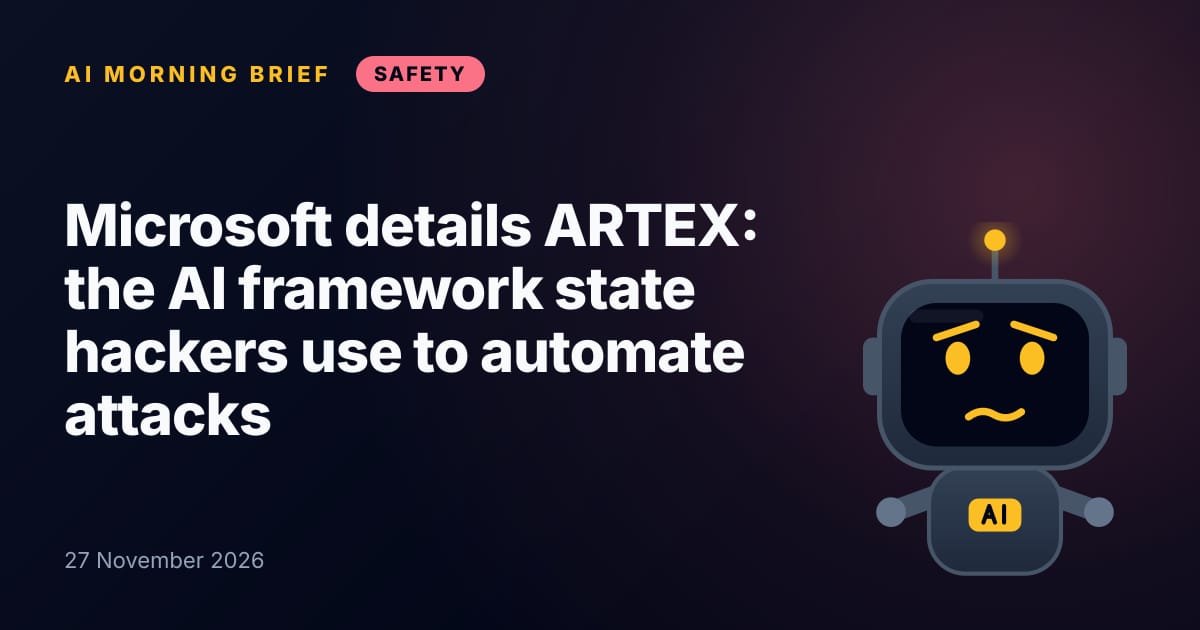 AI MORNING BRIEF
SAFETY
Microsoft details ARTEX:
the AI framework state
hackers use to automate
attacks
AI
27 November 2026